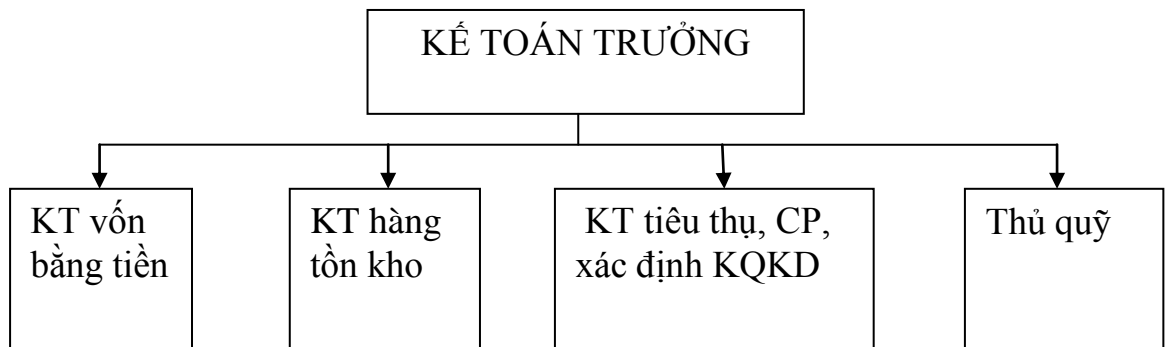 KẾ TOÁN TRƯỞNG
KT vốn
bằng tiền
KT hàng
tồn kho
KT tiêu thụ, CP,
xác định KQKD
Thủ quỹ